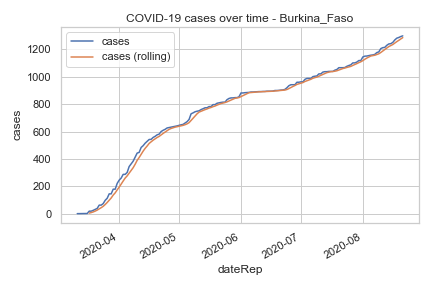 COVID-19 cases over time - Burkina_Faso
cases
cases (rolling)
1200
1000
800
600
400
200
0
cases
2020-04
2020-05
2020-06
2020-07
2020-08
dateRep